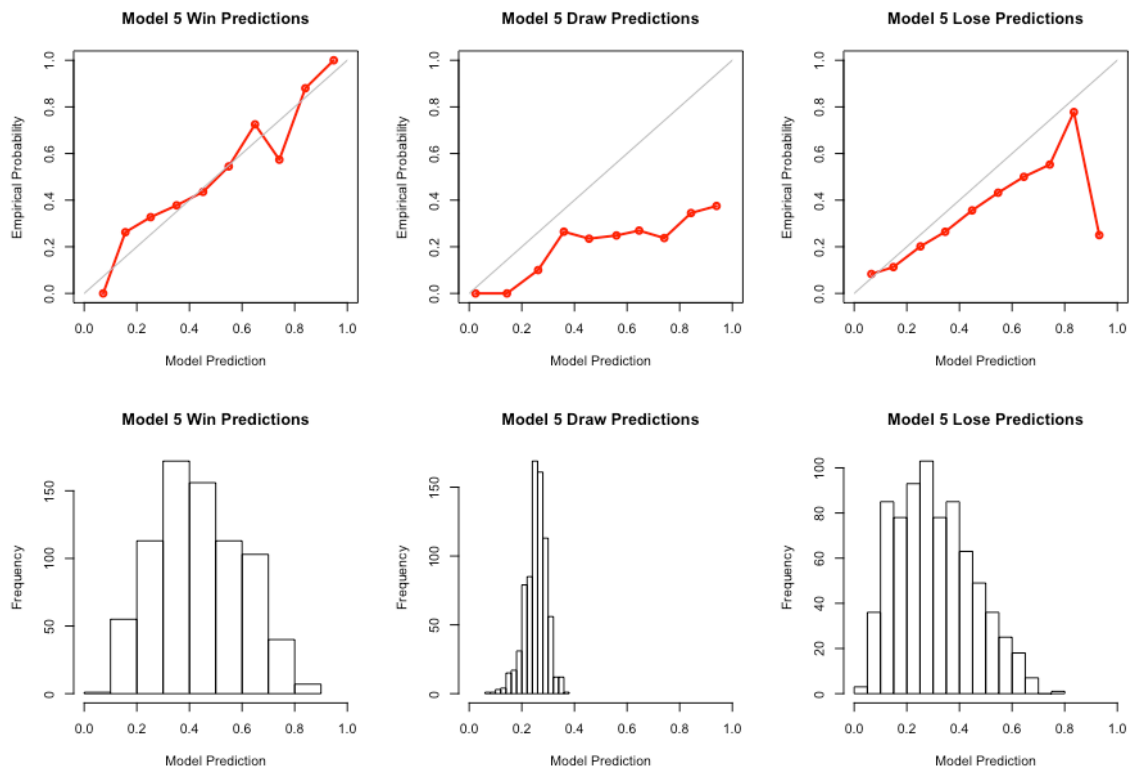 Model 5 Win Predictions
Model 5 Draw Predictions
Model 5 Lose Predictions
Empirical Probability
0.0 0.2 0.4 0.6 0.8 1.0
0.0 0.2 0.4 0.6 0.8 1.0
Model Prediction
Empirical Probability
0.0 0.2 0.4 0.6 0.8 1.0
0.0 0.2 0.4 0.6 0.8 1.0
Model Prediction
Empirical Probability
0.0 0.2 0.4 0.6 0.8 1.0
0.0 0.2 0.4 0.6 0.8 1.0
Model Prediction
Model 5 Win Predictions
Model 5 Draw Predictions
Model 5 Lose Predictions
Frequency
0 50 100 150
0.0 0.2 0.4 0.6 0.8 1.0
Model Prediction
Frequency
0 50 100 150
0.0 0.2 0.4 0.6 0.8 1.0
Model Prediction
Frequency
0 20 40 60 80 100
0.0 0.2 0.4 0.6 0.8 1.0
Model Prediction